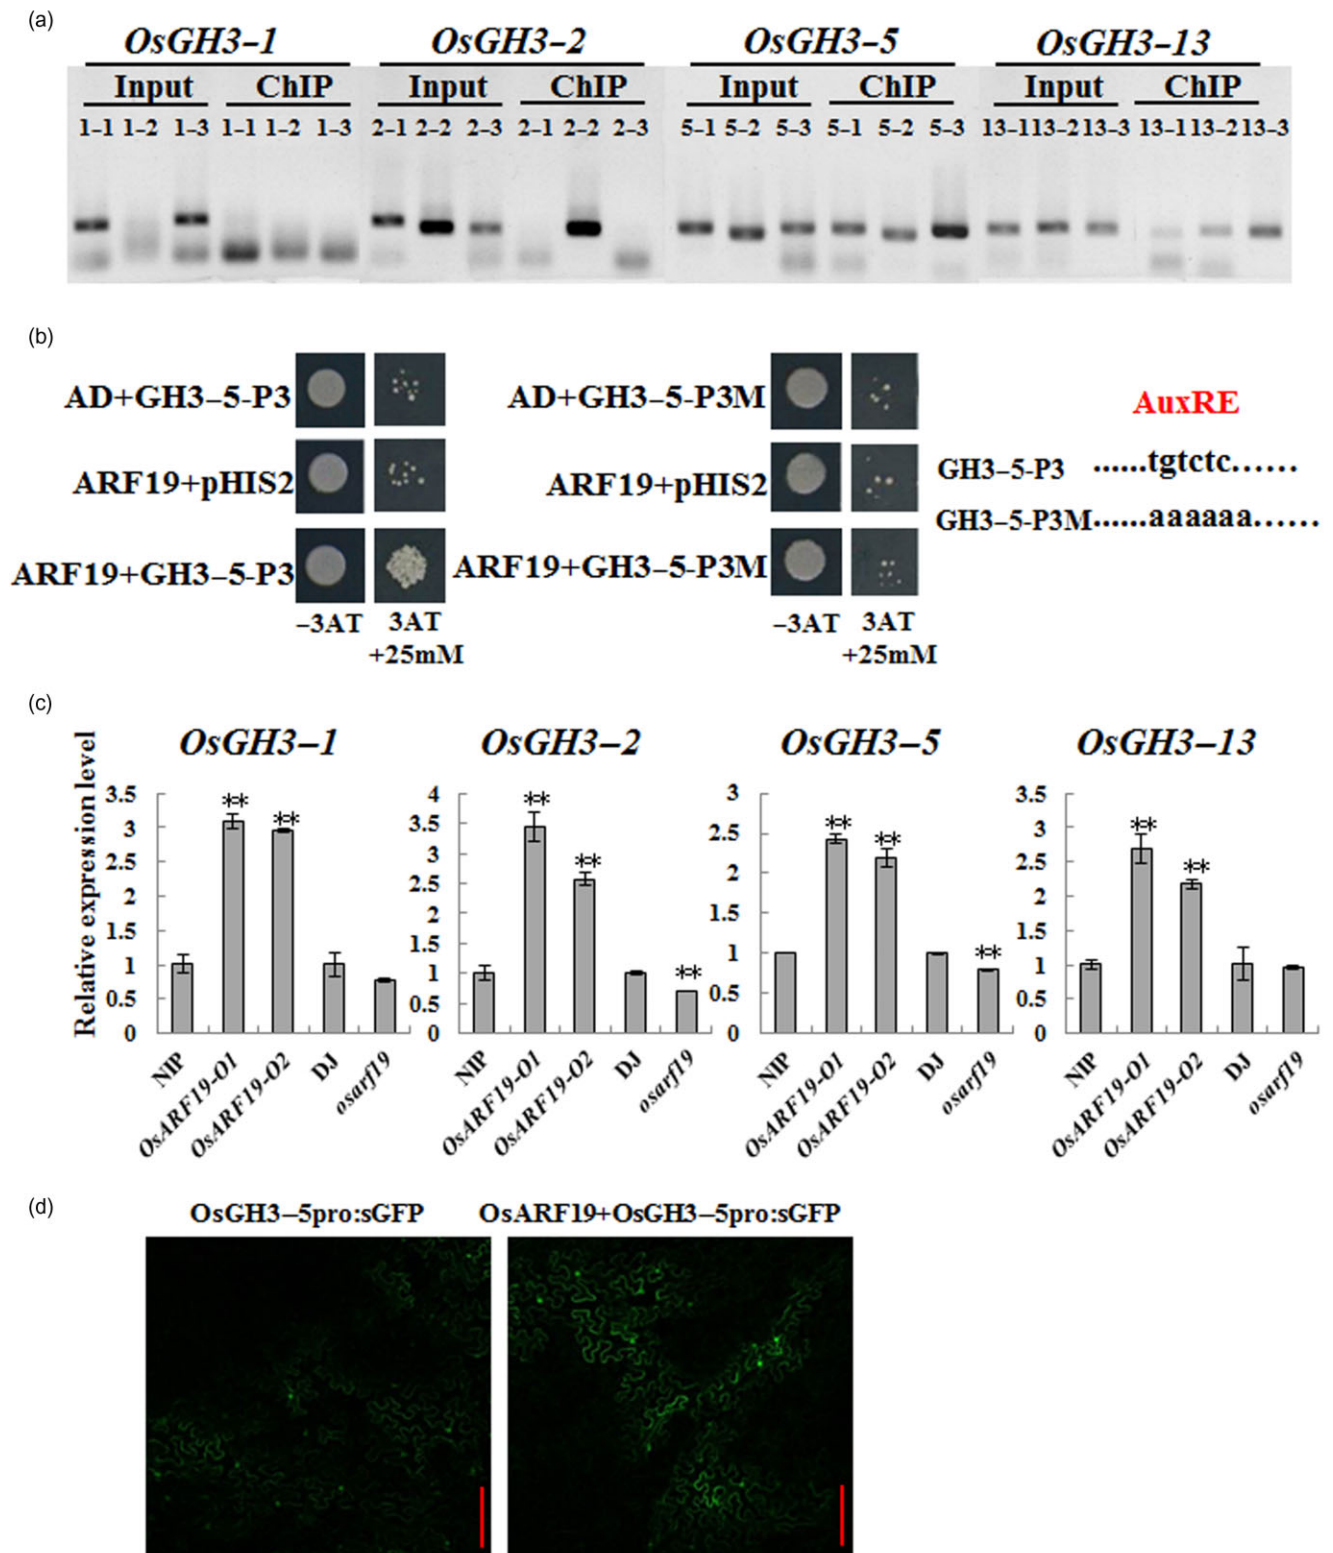 (a)
OsGH3–1 OsGH3–2 OsGH3–5 OsGH3–13
Input ChIP Input ChIP Input ChIP Input ChIP
1–1 1–2 1–3 1–1 1–2 1–3 2–1 2–2 2–3 2–1 2–2 2–3 5–1 5–2 5–3 5–1 5–2 5–3 13–1 13–2 13–3 13–1 13–2 13–3
(b)
AD+GH3–5-P3 AD+GH3–5-P3M AuxRE
ARF19+pHIS2 ARF19+pHIS2 GH3–5-P3 ......tgtctc......
GH3–5-P3M......aaaaaa......
ARF19+GH3–5-P3 ARF19+GH3–5-P3M
–3AT 3AT –3AT 3AT
+25mM +25mM
(c)
OsGH3–1 OsGH3–2 OsGH3–5 OsGH3–13
Relative expression level
3.5 3 2.5 2 1.5 1 0.5 0
** **
NIP OsARF19-O1 OsARF19-O2 DJ osarf19
4 3.5 3 2.5 2 1.5 1 0.5 0
** ** **
NIP OsARF19-O1 OsARF19-O2 DJ osarf19
3 2.5 2 1.5 1 0.5 0
** ** **
NIP OsARF19-O1 OsARF19-O2 DJ osarf19
3.5 3 2.5 2 1.5 1 0.5 0
** **
NIP OsARF19-O1 OsARF19-O2 DJ osarf19
(d)
OsGH3–5pro:sGFP OsARF19+OsGH3–5pro:sGFP